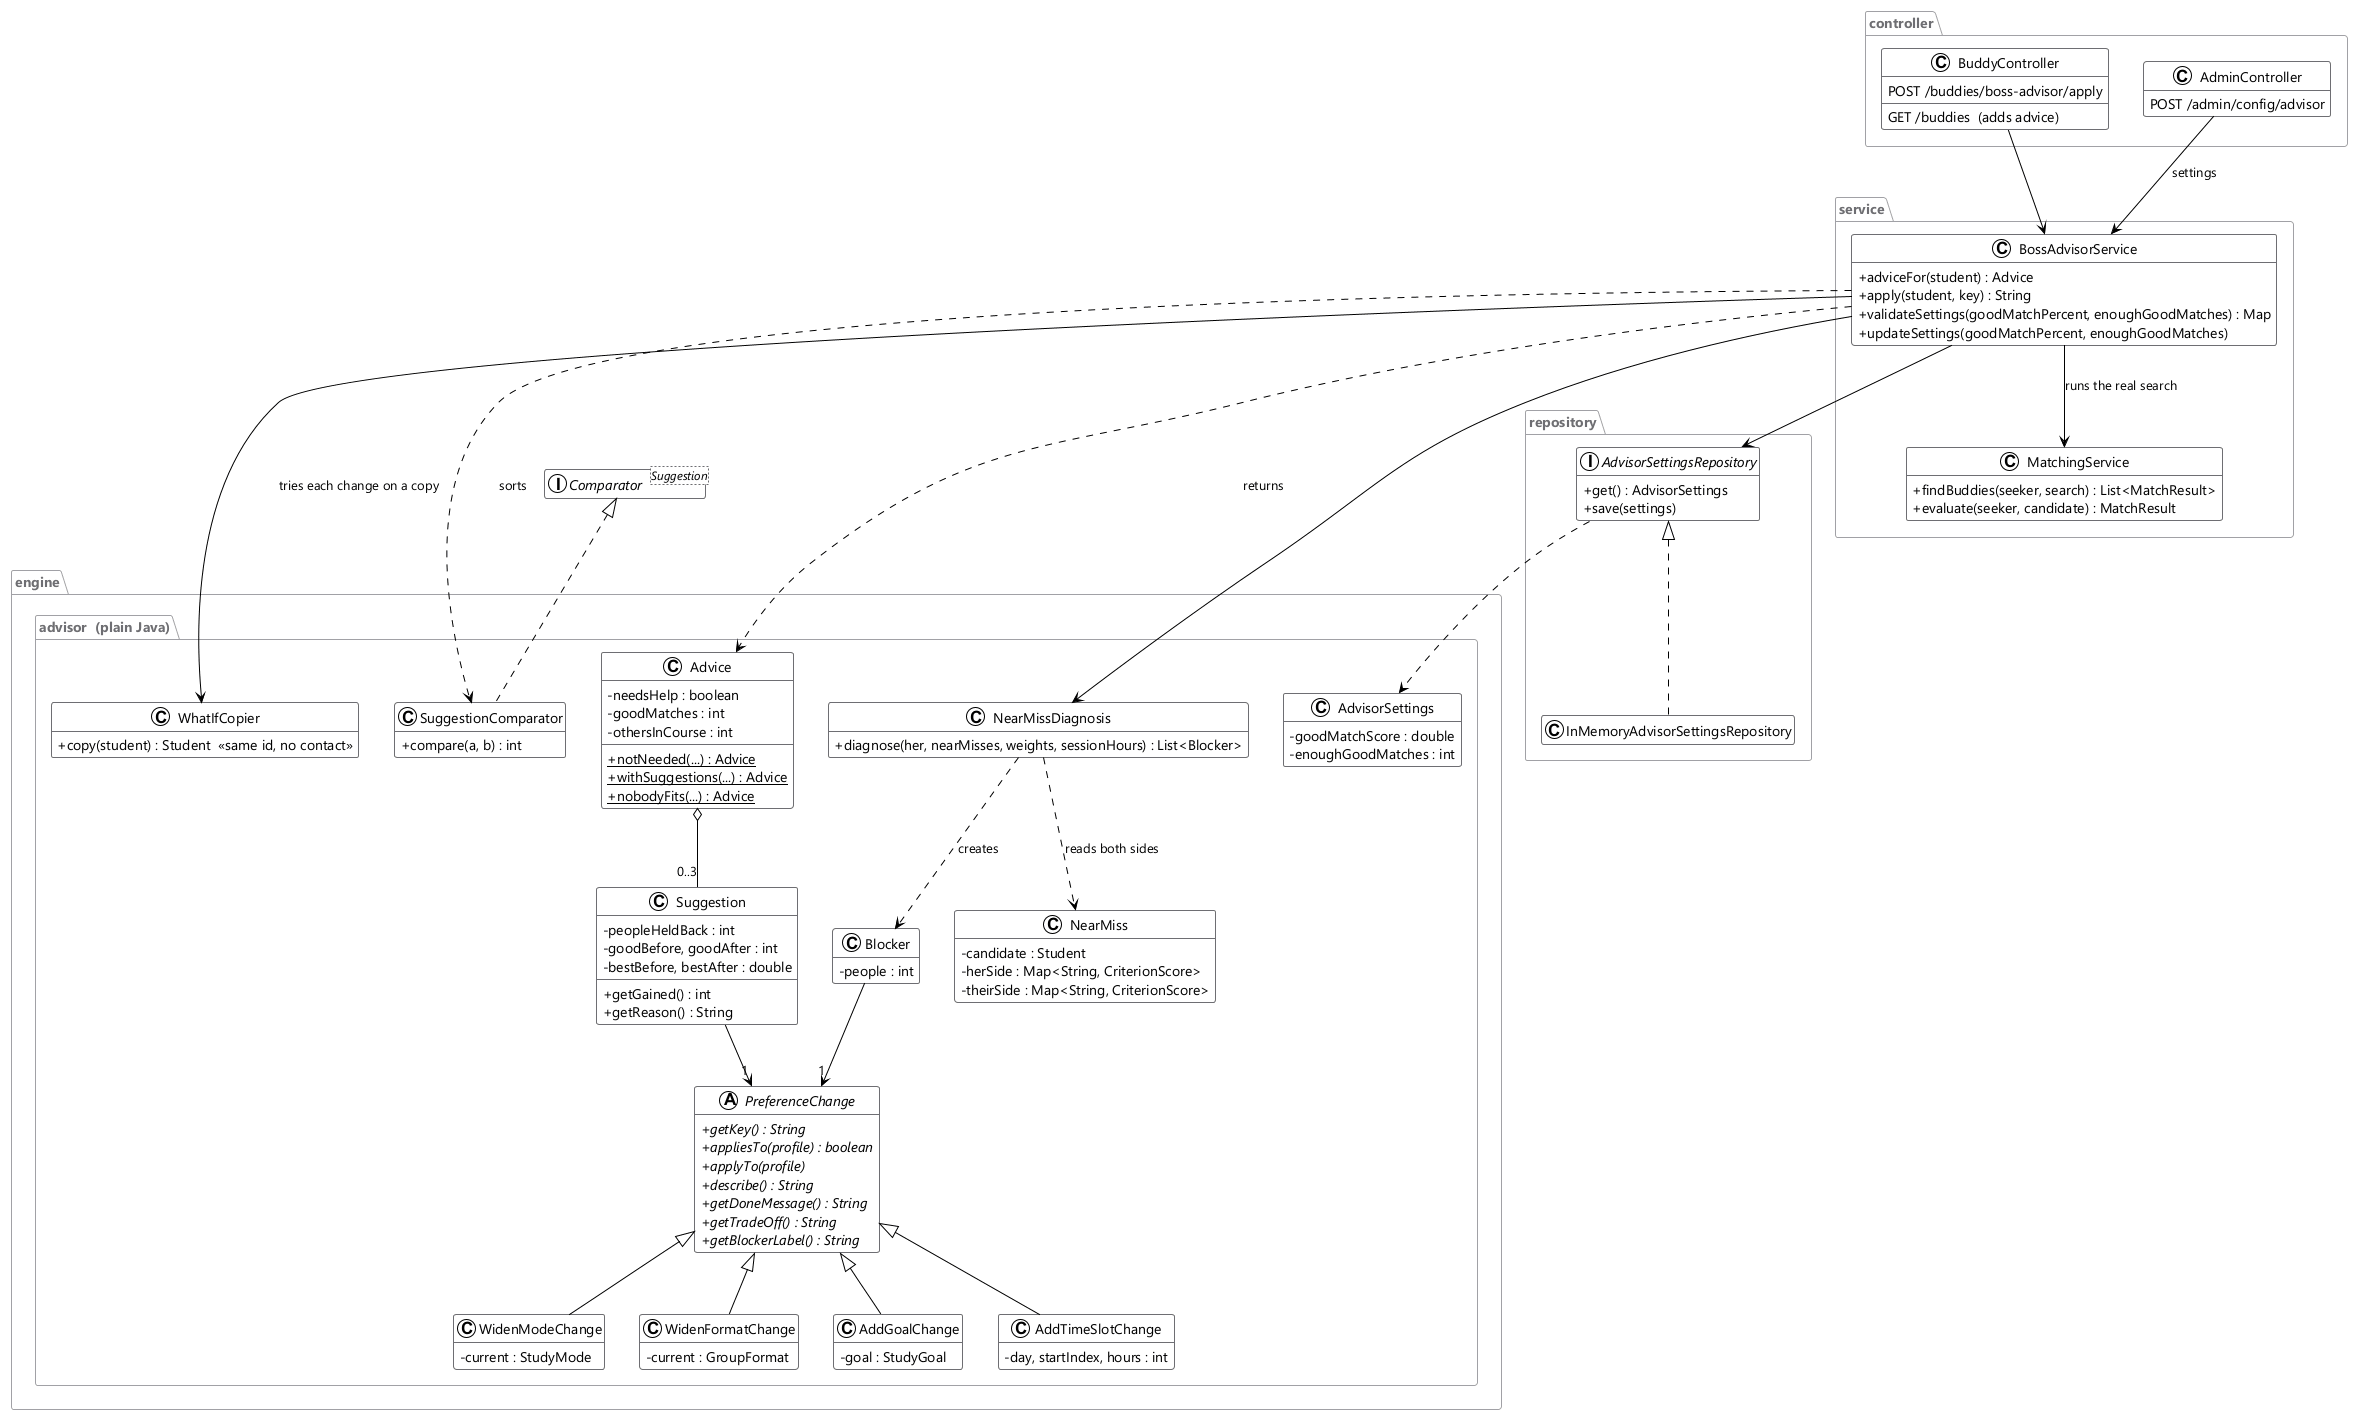 controller
C BuddyController
POST /buddies/boss-advisor/apply
GET /buddies  (adds advice)
C AdminController
POST /admin/config/advisor
settings
service
C BossAdvisorService
+adviceFor(student) : Advice
+apply(student, key) : String
+validateSettings(goodMatchPercent, enoughGoodMatches) : Map
+updateSettings(goodMatchPercent, enoughGoodMatches)
runs the real search
C MatchingService
+findBuddies(seeker, search) : List<MatchResult>
+evaluate(seeker, candidate) : MatchResult
repository
I AdvisorSettingsRepository
+get() : AdvisorSettings
+save(settings)
C InMemoryAdvisorSettingsRepository
tries each change on a copy
sorts
I Comparator
Suggestion
returns
engine
advisor  (plain Java)
C WhatIfCopier
+copy(student) : Student  «same id, no contact»
C SuggestionComparator
+compare(a, b) : int
C Advice
-needsHelp : boolean
-goodMatches : int
-othersInCourse : int
+notNeeded(...) : Advice
+withSuggestions(...) : Advice
+nobodyFits(...) : Advice
C NearMissDiagnosis
+diagnose(her, nearMisses, weights, sessionHours) : List<Blocker>
C AdvisorSettings
-goodMatchScore : double
-enoughGoodMatches : int
creates
reads both sides
0..3
C Suggestion
-peopleHeldBack : int
-goodBefore, goodAfter : int
-bestBefore, bestAfter : double
+getGained() : int
+getReason() : String
C Blocker
-people : int
C NearMiss
-candidate : Student
-herSide : Map<String, CriterionScore>
-theirSide : Map<String, CriterionScore>
1
1
A PreferenceChange
+getKey() : String
+appliesTo(profile) : boolean
+applyTo(profile)
+describe() : String
+getDoneMessage() : String
+getTradeOff() : String
+getBlockerLabel() : String
C WidenModeChange
-current : StudyMode
C WidenFormatChange
-current : GroupFormat
C AddGoalChange
-goal : StudyGoal
C AddTimeSlotChange
-day, startIndex, hours : int